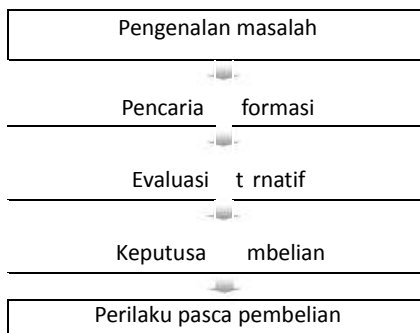 Pengenalan masalah
Pencaria formasi
Evaluasi t rnatif
Keputusa mbelian
Perilaku pasca pembelian